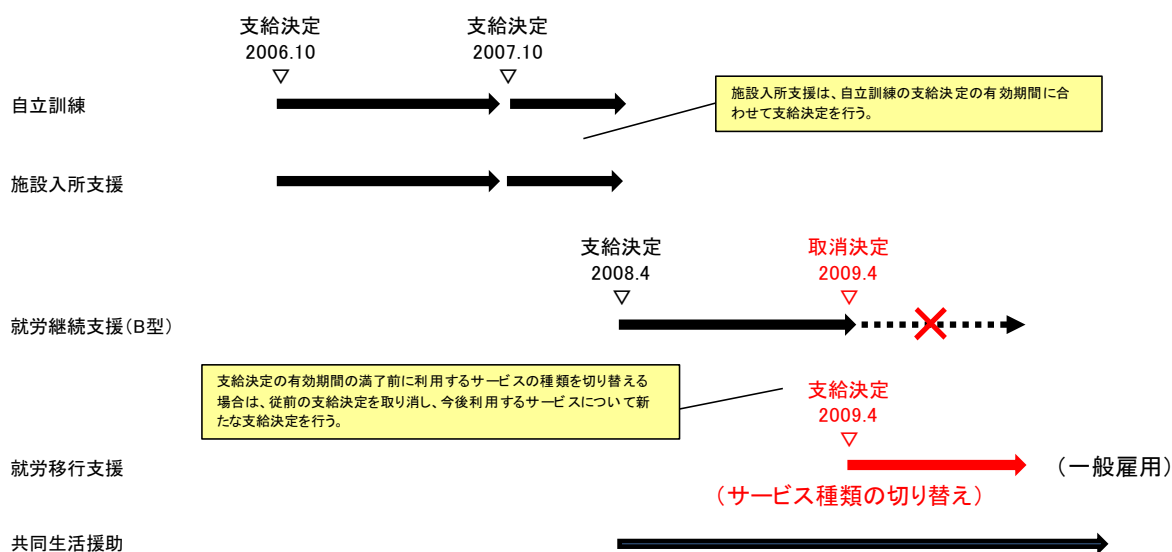 支給決定
2006.10
▽
支給決定
2007.10
▽
自立訓練
施設入所支援は、自立訓練の支給決定の有効期間に合
わせて支給決定を行う。
施設入所支援
支給決定
2008.4
▽
取消決定
2009.4
▽
就労継続支援(B型)
支給決定の有効期間の満了前に利用するサービスの種類を切り替える
場合は、従前の支給決定を取り消し、今後利用するサービスについて新
たな支給決定を行う。
支給決定
2009.4
▽
就労移行支援
(一般雇用)
(サービス種類の切り替え)
共同生活援助